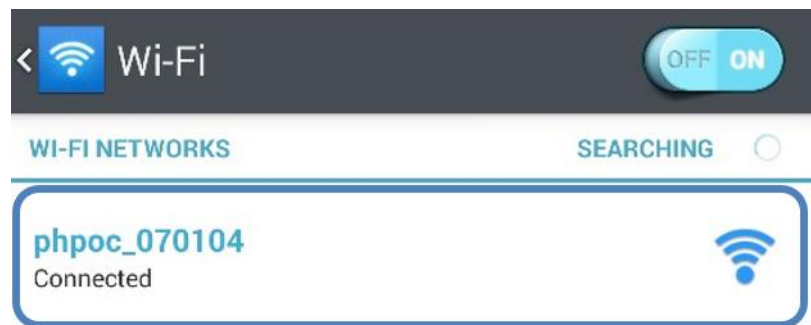 Wi-Fi OFF ON
WI-FI NETWORKS SEARCHING
phpoc_070104
Connected